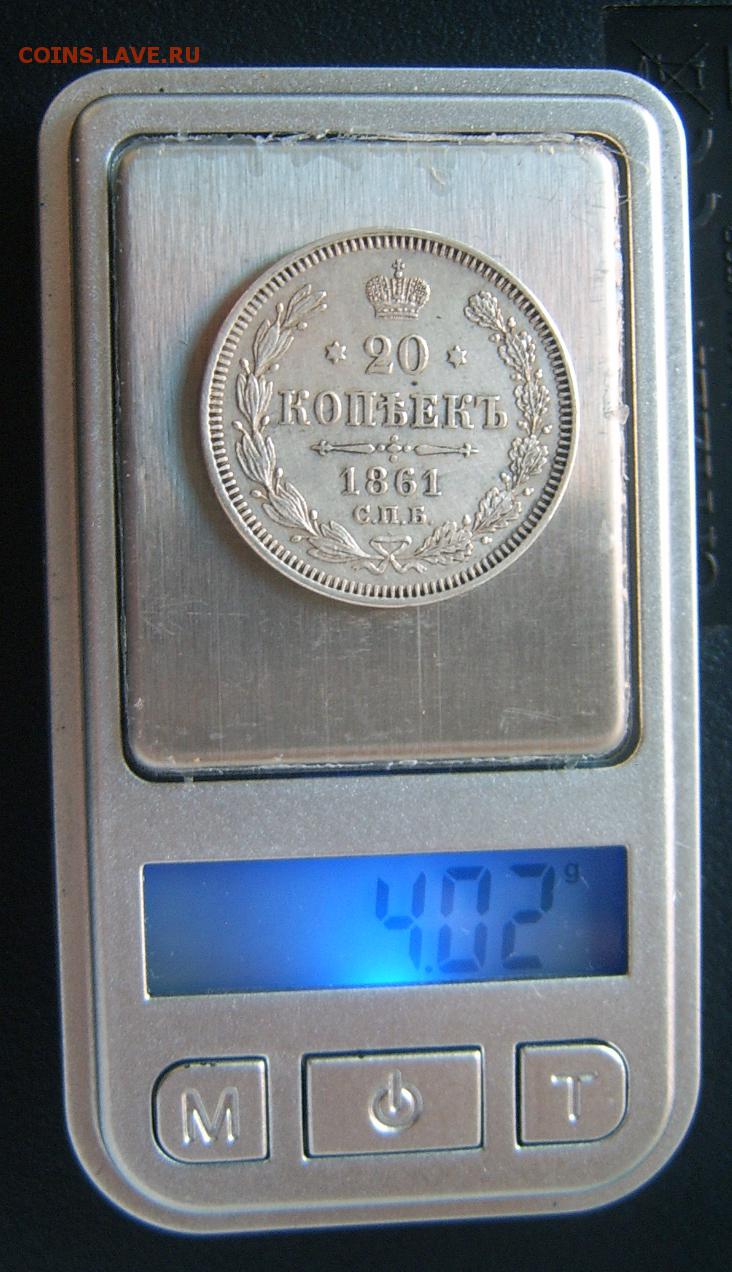 COINS.LAVE.RU
20
КОПѢЕКЪ
1861
С.П.Б.
4.02 g
M T